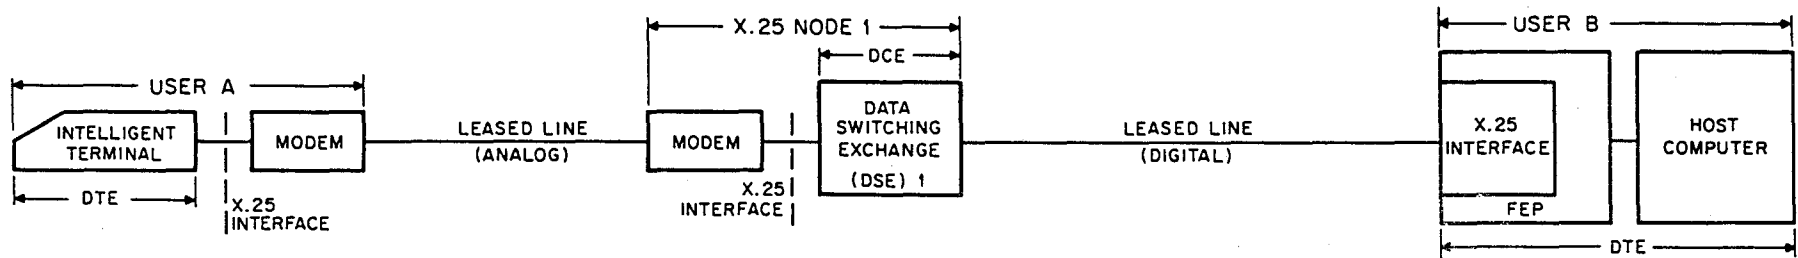 USER A
INTELLIGENT
TERMINAL
DTE
X.25
INTERFACE
MODEM
LEASED LINE
(ANALOG)
X.25 NODE 1
MODEM
X.25
INTERFACE
DCE
DATA
SWITCHING
EXCHANGE
(DSE) 1
LEASED LINE
(DIGITAL)
USER B
X.25
INTERFACE
FEP
HOST
COMPUTER
DTE